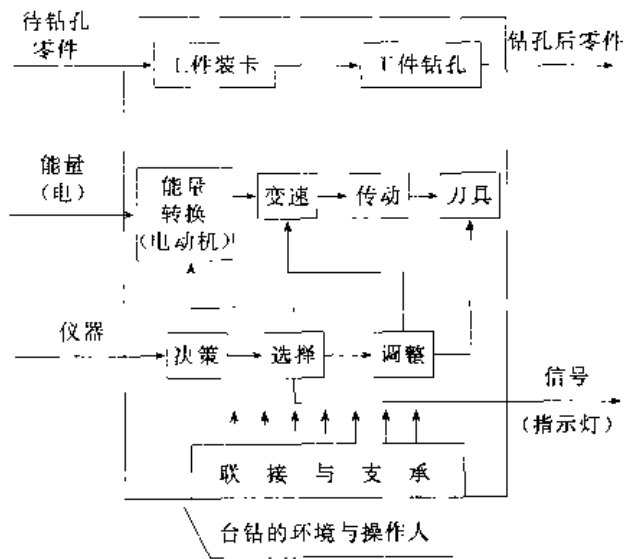 待钻孔
零件
工件装卡
工件钻孔
钻孔后零件
能量
(电)
能量
转换
(电动机)
变速
传动
刀具
仪器
决策
选择
调整
信号
(指示灯)
联接与支承
台钻的环境与操作人